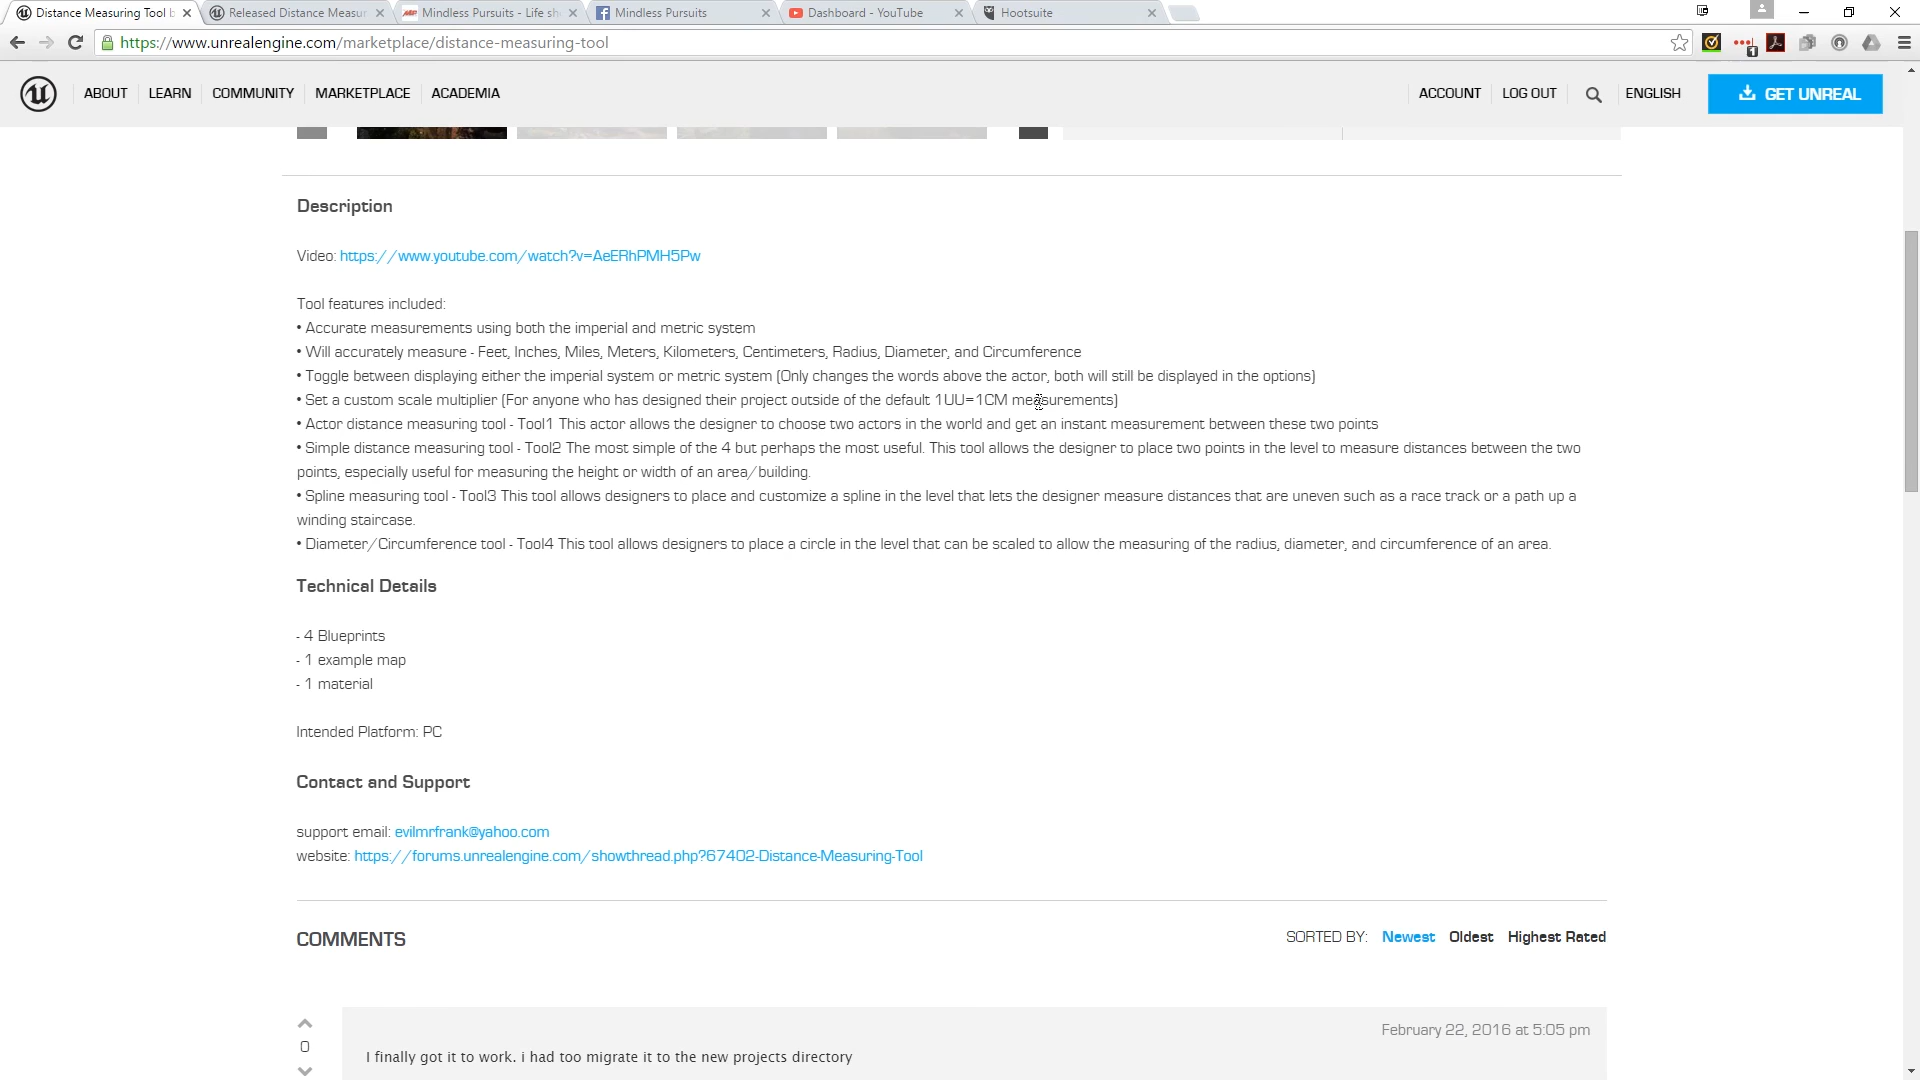 Distance Measuring Tool b
Released Distance Measur
Mindless Pursuits - Life sh
Mindless Pursuits
Dashboard - YouTube
Hootsuite
https://www.unrealengine.com/marketplace/distance-measuring-tool
1
ABOUT
LEARN
COMMUNITY
MARKETPLACE
ACADEMIA
ACCOUNT
LOG OUT
ENGLISH
GET UNREAL
Description
Video: https://www.youtube.com/watch?v=AeERhPMH5Pw
Tool features included:
• Accurate measurements using both the imperial and metric system
• Will accurately measure - Feet, Inches, Miles, Meters, Kilometers, Centimeters, Radius, Diameter, and Circumference
• Toggle between displaying either the imperial system or metric system (Only changes the words above the actor, both will still be displayed in the options)
• Set a custom scale multiplier (For anyone who has designed their project outside of the default 1UU=1CM measurements)
• Actor distance measuring tool - Tool1 This actor allows the designer to choose two actors in the world and get an instant measurement between these two points
• Simple distance measuring tool - Tool2 The most simple of the 4 but perhaps the most useful. This tool allows the designer to place two points in the level to measure distances between the two
points, especially useful for measuring the height or width of an area/building.
• Spline measuring tool - Tool3 This tool allows designers to place and customize a spline in the level that lets the designer measure distances that are uneven such as a race track or a path up a
winding staircase.
• Diameter/Circumference tool - Tool4 This tool allows designers to place a circle in the level that can be scaled to allow the measuring of the radius, diameter, and circumference of an area.
Technical Details
- 4 Blueprints
- 1 example map
- 1 material
Intended Platform: PC
Contact and Support
support email: evilmrfrank@yahoo.com
website: https://forums.unrealengine.com/showthread.php?67402-Distance-Measuring-Tool
COMMENTS
SORTED BY: Newest Oldest Highest Rated
February 22, 2016 at 5:05 pm
0
I finally got it to work. i had too migrate it to the new projects directory